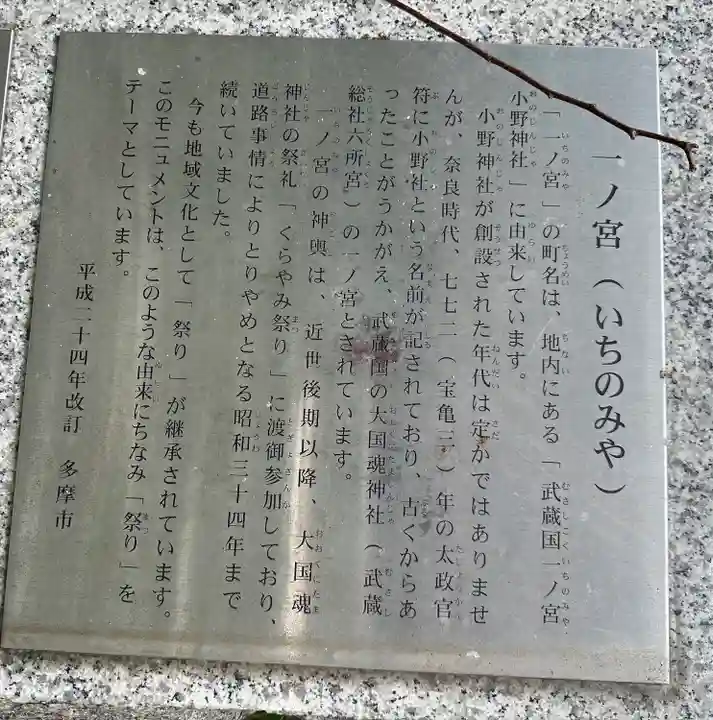 一ノ宮（いちのみや）
「一ノ宮」の町名は、地内にある「武蔵国一ノ宮
小野神社」に由来しています。
小野神社が創設された年代は定かではありませ
んが、奈良時代、七七二（宝亀三）年の太政官
符に小野社という名前が記されており、古くからあ
ったことがうかがえ、武蔵国の大国魂神社（武蔵
総社六所宮）の一ノ宮とされています。
一ノ宮の神輿は、近世後期以降、大国魂
神社の祭礼「くらやみ祭り」に渡御参加しており、
道路事情によりとりやめとなる昭和三十四年まで
続いていました。
今も地域文化として「祭り」が継承されています。
このモニュメントは、このような由来にちなみ「祭り」を
テーマとしています。
平成二十四年改訂 多摩市